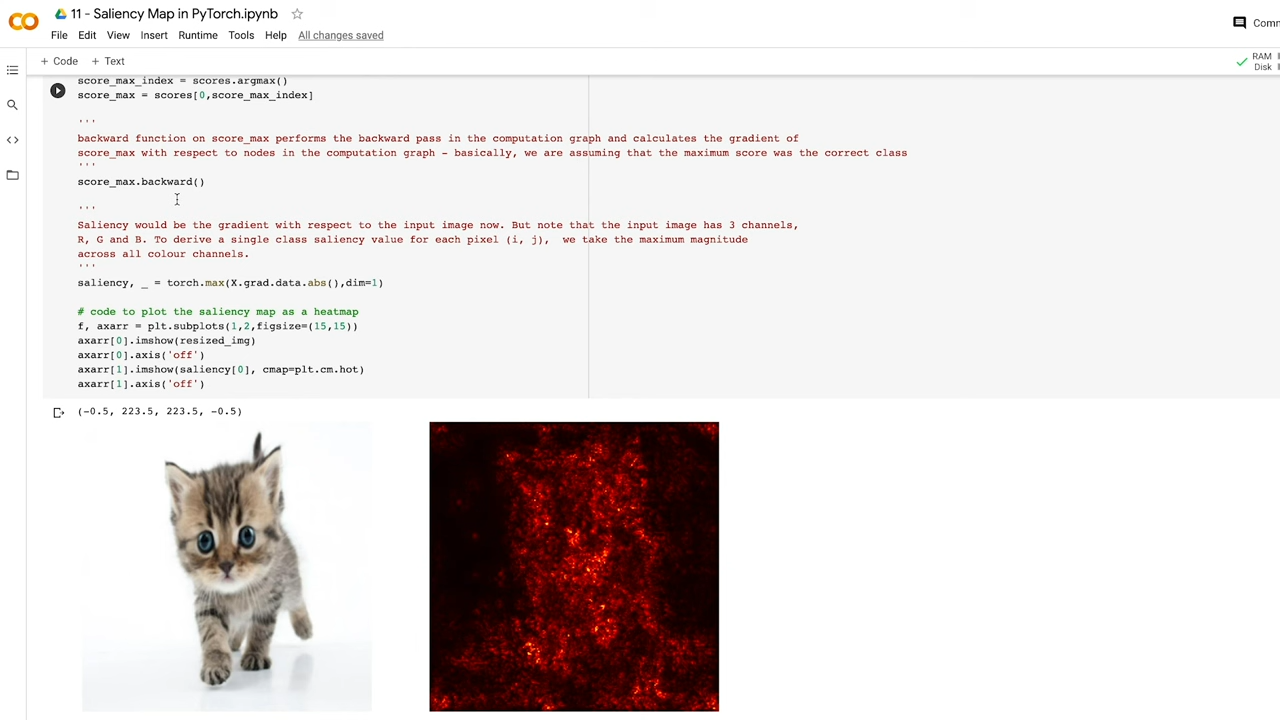 11 - Saliency Map in PyTorch.ipynb
File Edit View Insert Runtime Tools Help All changes saved
+ Code + Text
RAM
Disk
score_max_index = scores.argmax()
score_max = scores[0,score_max_index]
'''
backward function on score_max performs the backward pass in the computation graph and calculates the gradient of
score_max with respect to nodes in the computation graph - basically, we are assuming that the maximum score was the correct class
'''
score_max.backward()
'''
Saliency would be the gradient with respect to the input image now. But note that the input image has 3 channels,
R, G and B. To derive a single class saliency value for each pixel (i, j),  we take the maximum magnitude
across all colour channels.
'''
saliency, _ = torch.max(X.grad.data.abs(),dim=1)
# code to plot the saliency map as a heatmap
f, axarr = plt.subplots(1,2,figsize=(15,15))
axarr[0].imshow(resized_img)
axarr[0].axis('off')
axarr[1].imshow(saliency[0], cmap=plt.cm.hot)
axarr[1].axis('off')
(-0.5, 223.5, 223.5, -0.5)